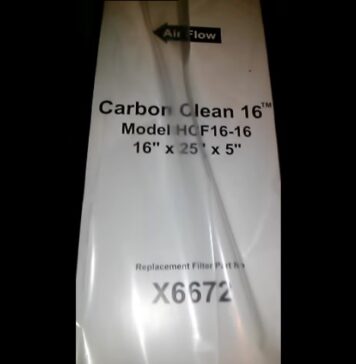 Air Flow
Carbon Clean 16™
Model HCF16-16
16" x 25" x 5"
Replacement Filter Part No
X6672